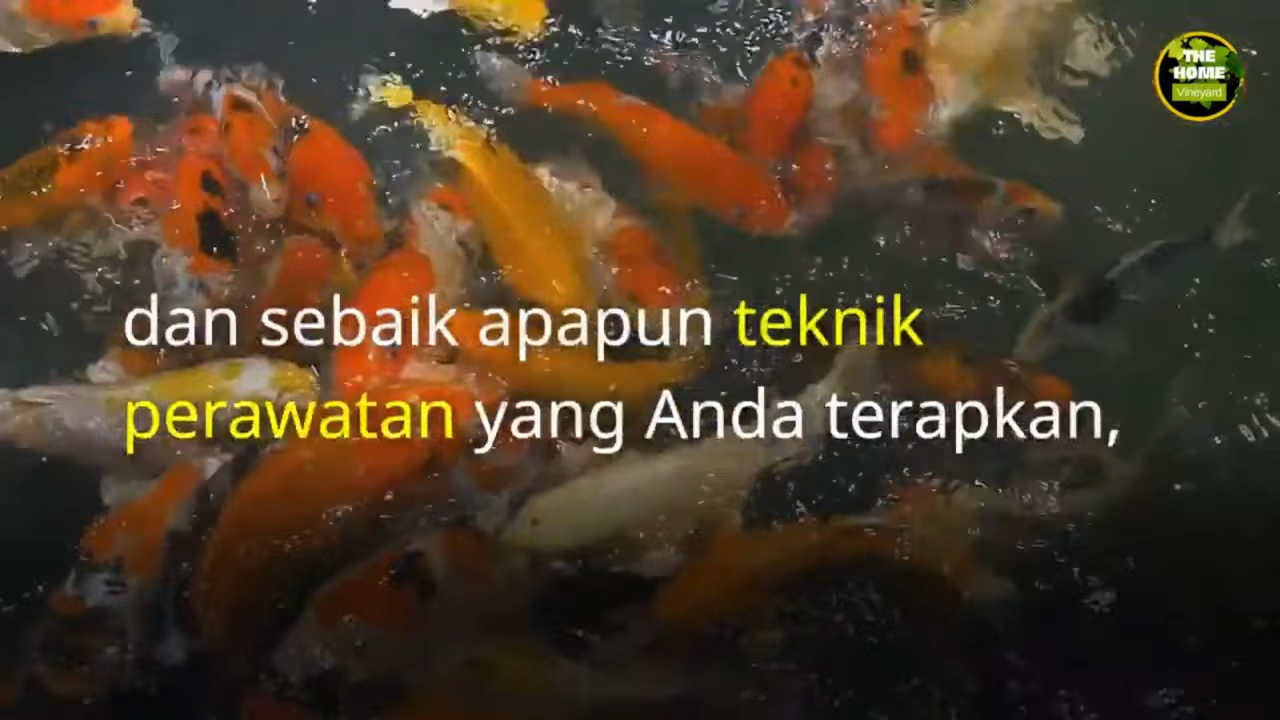 THE
HOME
Vineyard
dan sebaik apapun teknik
perawatan yang Anda terapkan,